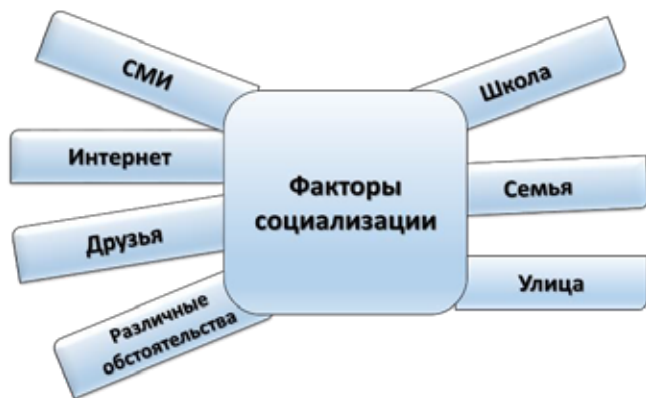 СМИ
Интернет
Друзья
Различные
обстоятельства
Факторы
социализации
Школа
Семья
Улица